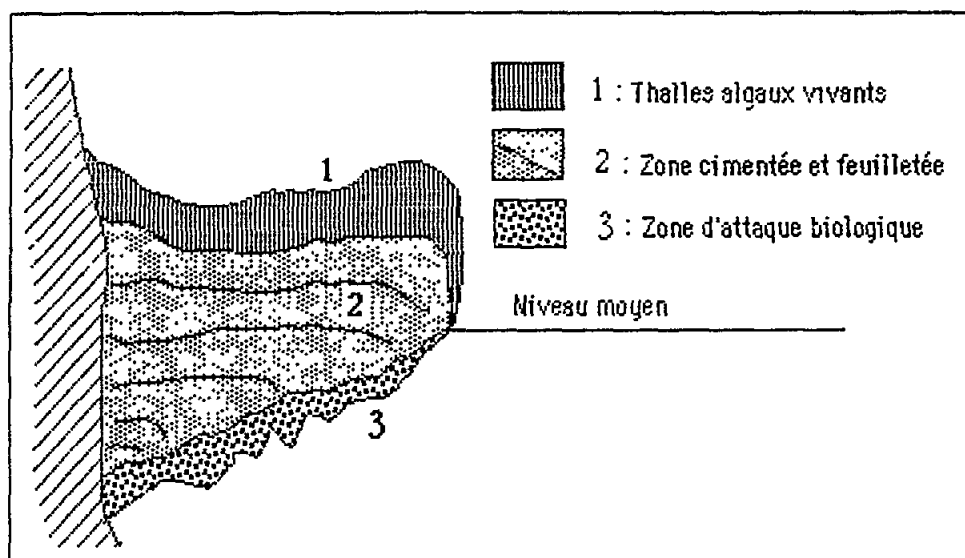 1 : Thalles algaux vivants
2 : Zone cimentée et feuilletée
3 : Zone d'attaque biologique
1
2
Niveau moyen
3